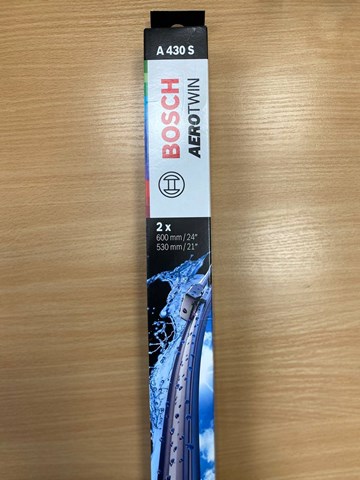 A 430 S
BOSCH
AEROTWIN
2 x
600 mm / 24"
530 mm / 21"